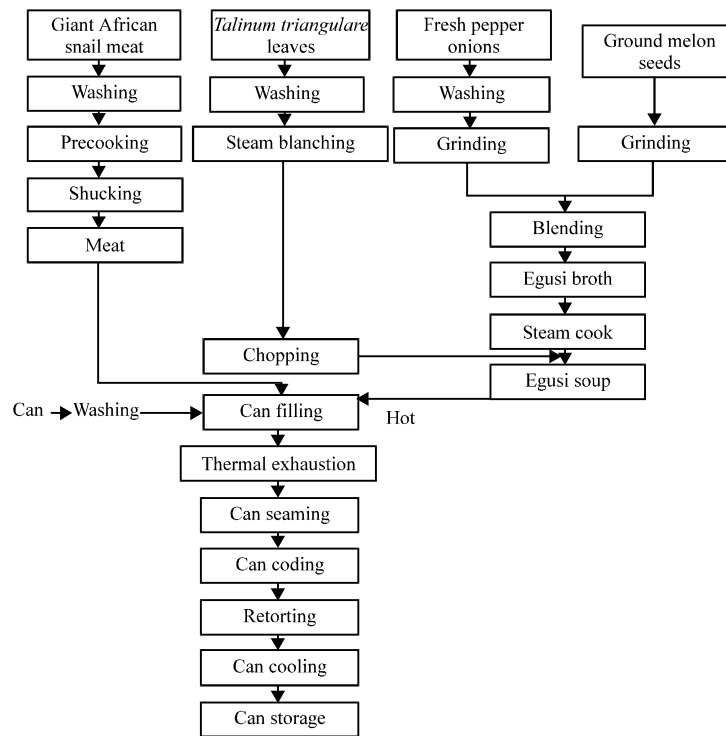 Giant African
snail meat
Talinum triangulare
leaves
Fresh pepper
onions
Ground melon
seeds
Washing
Washing
Washing
Precooking
Steam blanching
Grinding
Grinding
Shucking
Meat
Blending
Egusi broth
Steam cook
Chopping
Egusi soup
Can
Washing
Can filling
Hot
Thermal exhaustion
Can seaming
Can coding
Retorting
Can cooling
Can storage